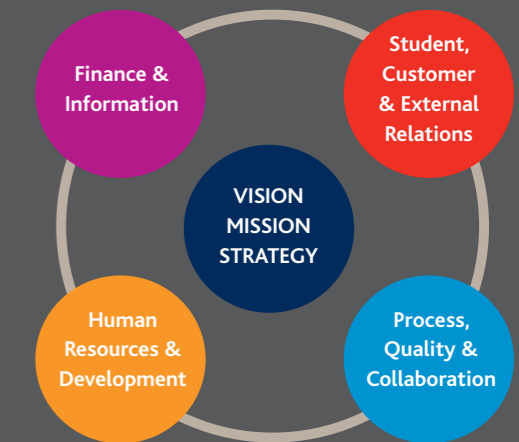 Finance &
Information
Student,
Customer
& External
Relations
VISION
MISSION
STRATEGY
Human
Resources &
Development
Process,
Quality &
Collaboration